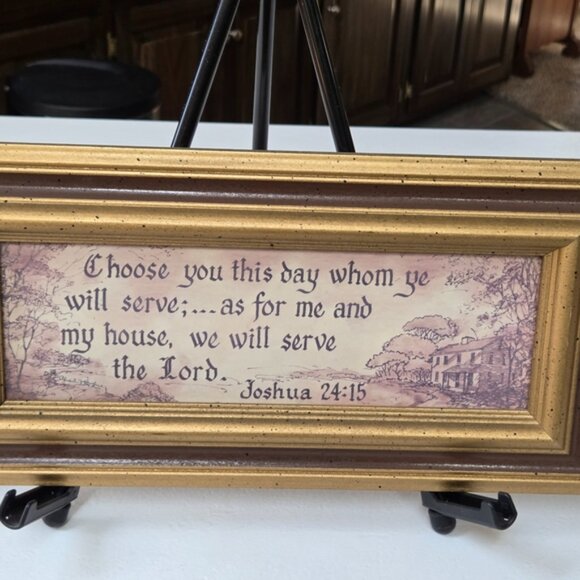 Choose you this day whom ye
will serve;...as for me and
my house, we will serve
the Lord.
Joshua 24:15